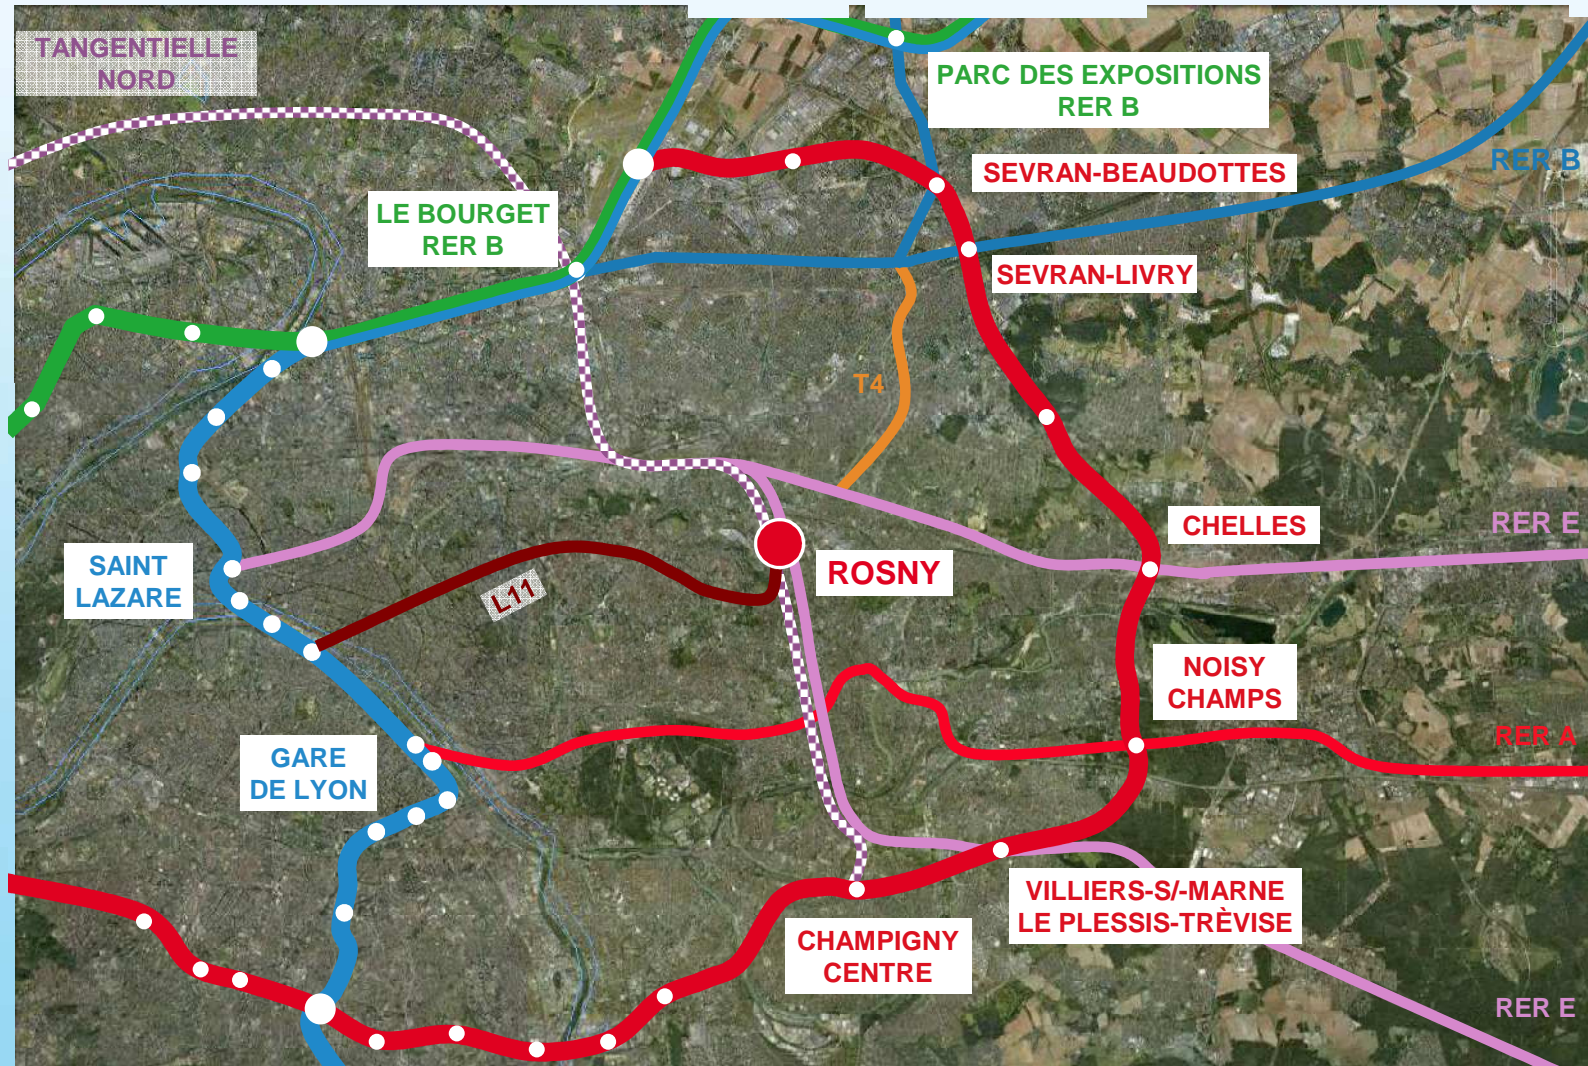 TANGENTIELLE
NORD
PARC DES EXPOSITIONS
RER B
SEVRAN-BEAUDOTTES
RER B
LE BOURGET
RER B
SEVRAN-LIVRY
T4
CHELLES
RER E
SAINT
LAZARE
ROSNY
L11
NOISY
CHAMPS
RER A
GARE
DE LYON
VILLIERS-S/-MARNE
LE PLESSIS-TRÈVISE
CHAMPIGNY
CENTRE
RER E